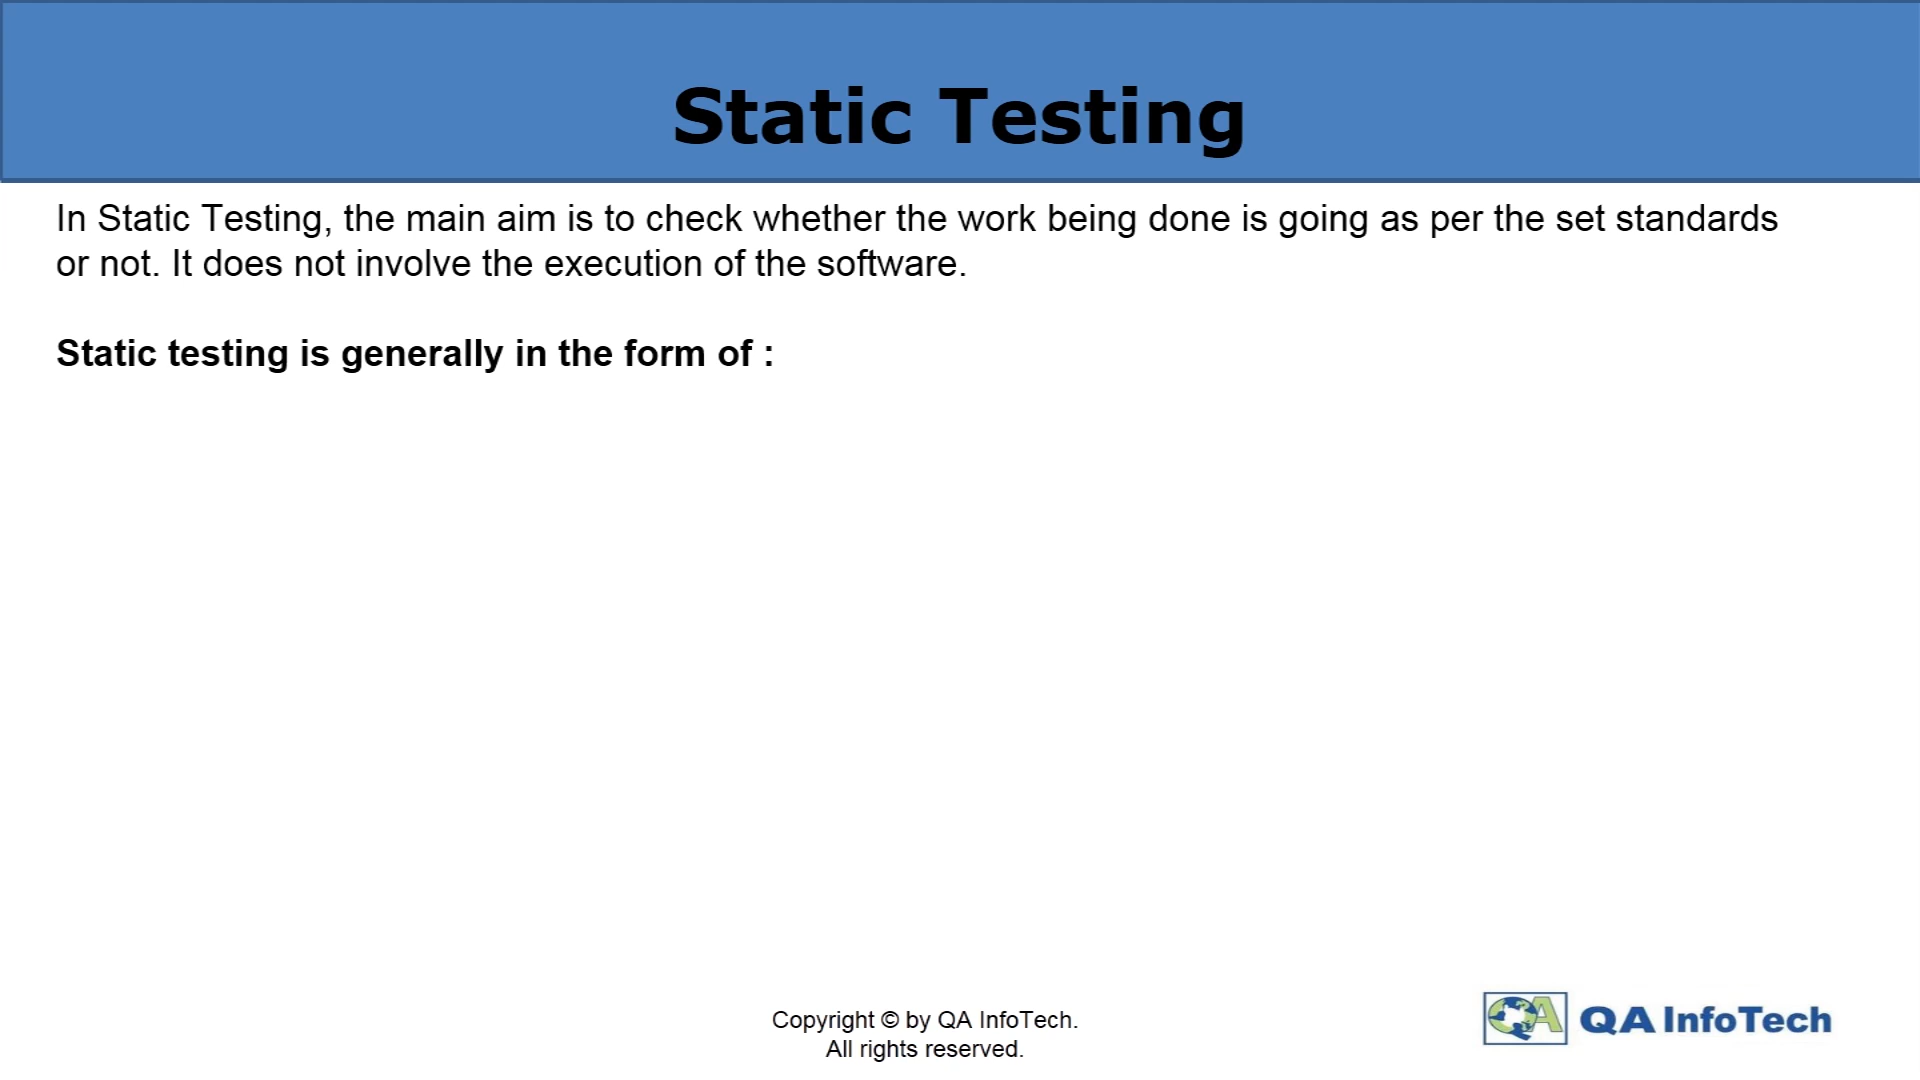 Static Testing
In Static Testing, the main aim is to check whether the work being done is going as per the set standards
or not. It does not involve the execution of the software.
Static testing is generally in the form of :
Copyright © by QA InfoTech.
All rights reserved.
QA
QA InfoTech